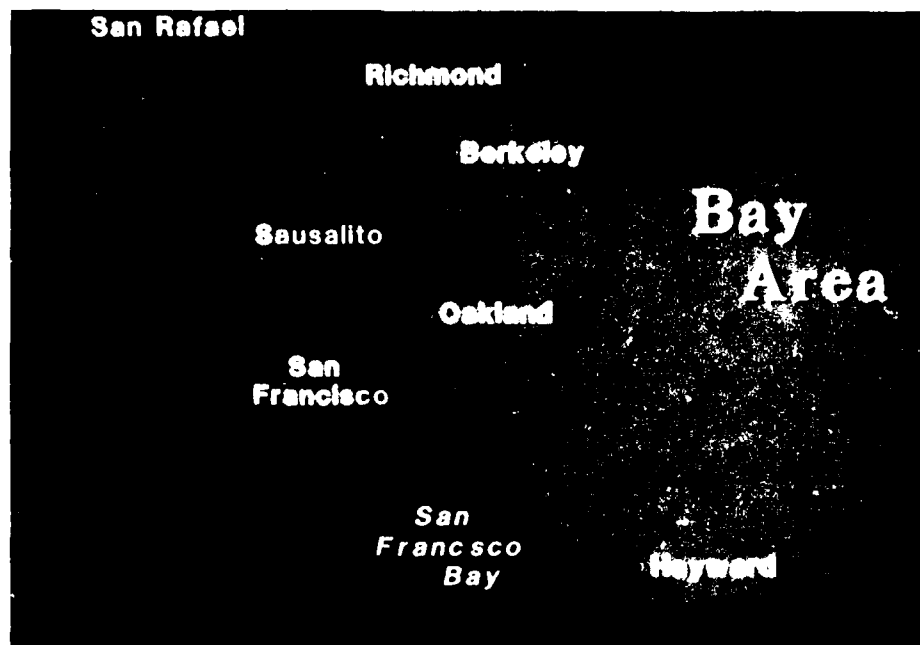 San Rafael
Richmond
Berkeley
Bay
Sausalito
Area
Oakland
San
Francisco
San
Francsco
Bay
Hayward